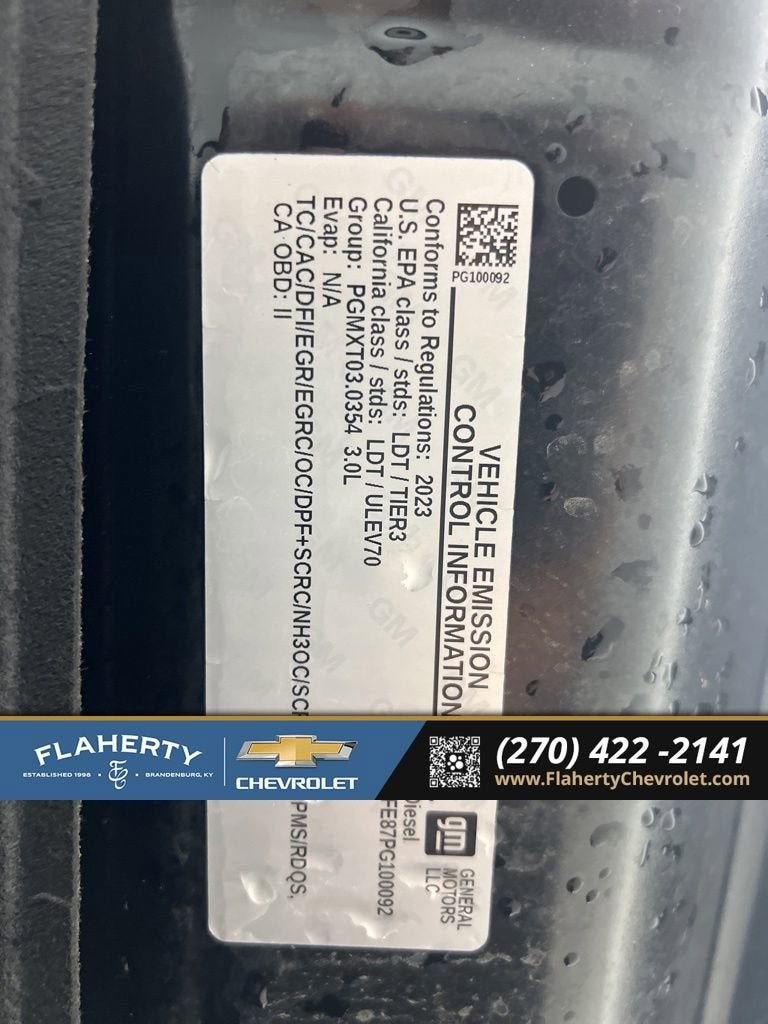 PG100092
VEHICLE EMISSION
CONTROL INFORMATION
GENERAL
MOTORS
LLC
gm
Conforms to Regulations: 2023
Diesel
U.S. EPA class / stds: LDT / TIER3
FE87PG100092
California class / stds: LDT / ULEV70
Group: PGMXT03.0354 3.0L
Evap: N/A
TC/CAC/DFI/EGR/EGRC/OC/DPF+SCRC/NH3OC/SCR
PMS/RDQS,
CA OBD: II
FLAHERTY
ESTABLISHED 1998 • FC • BRANDENBURG, KY
CHEVROLET
(270) 422 -2141
www.FlahertyChevrolet.com